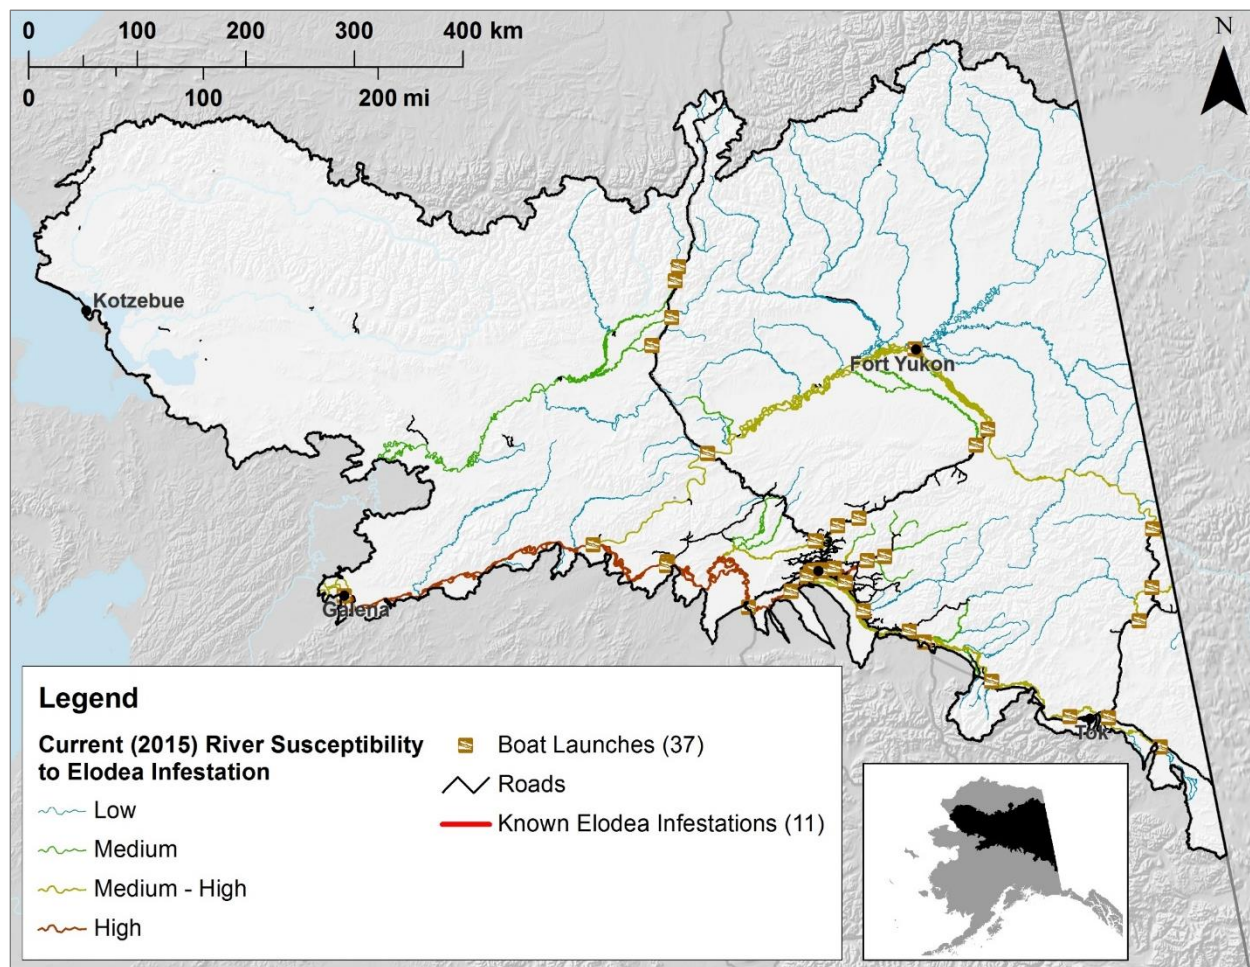 0 100 200 300 400 km
0 100 200 mi
N
Kotzebue
Fort Yukon
Galena
Tok
Legend
Current (2015) River Susceptibility
to Elodea Infestation
Low
Medium
Medium - High
High
Boat Launches (37)
Roads
Known Elodea Infestations (11)